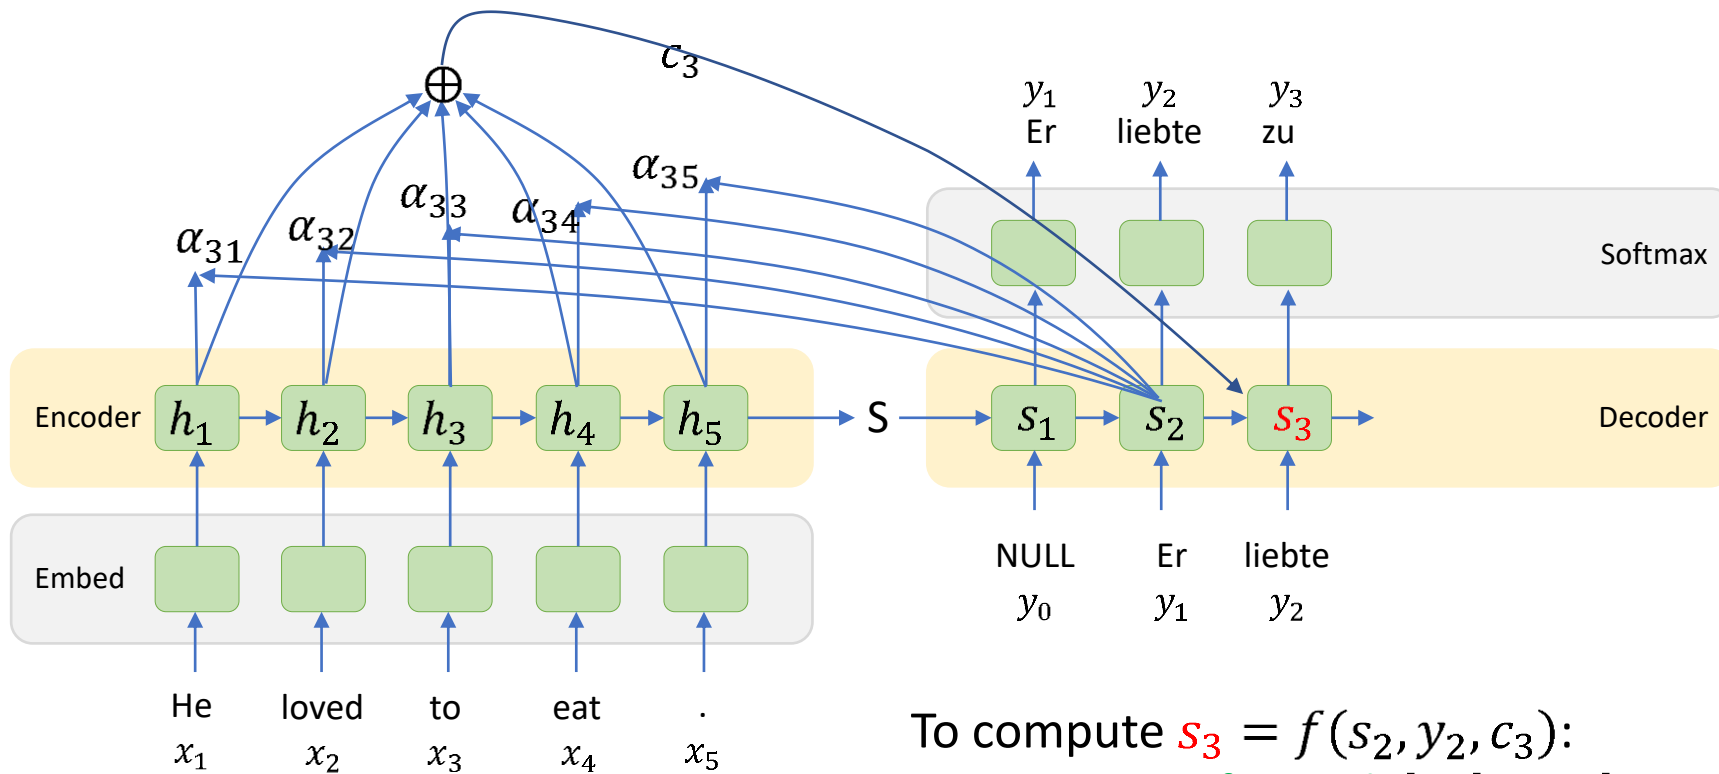 c₃
y₁ y₂ y₃
Er liebte zu
α₃₁ α₃₂ α₃₃ α₃₄ α₃₅
Softmax
Encoder h₁ h₂ h₃ h₄ h₅ S s₁ s₂ s₃ Decoder
Embed
NULL Er liebte
y₀ y₁ y₂
He loved to eat .
x₁ x₂ x₃ x₄ x₅
To compute s₃ = f(s₂, y₂, c₃):